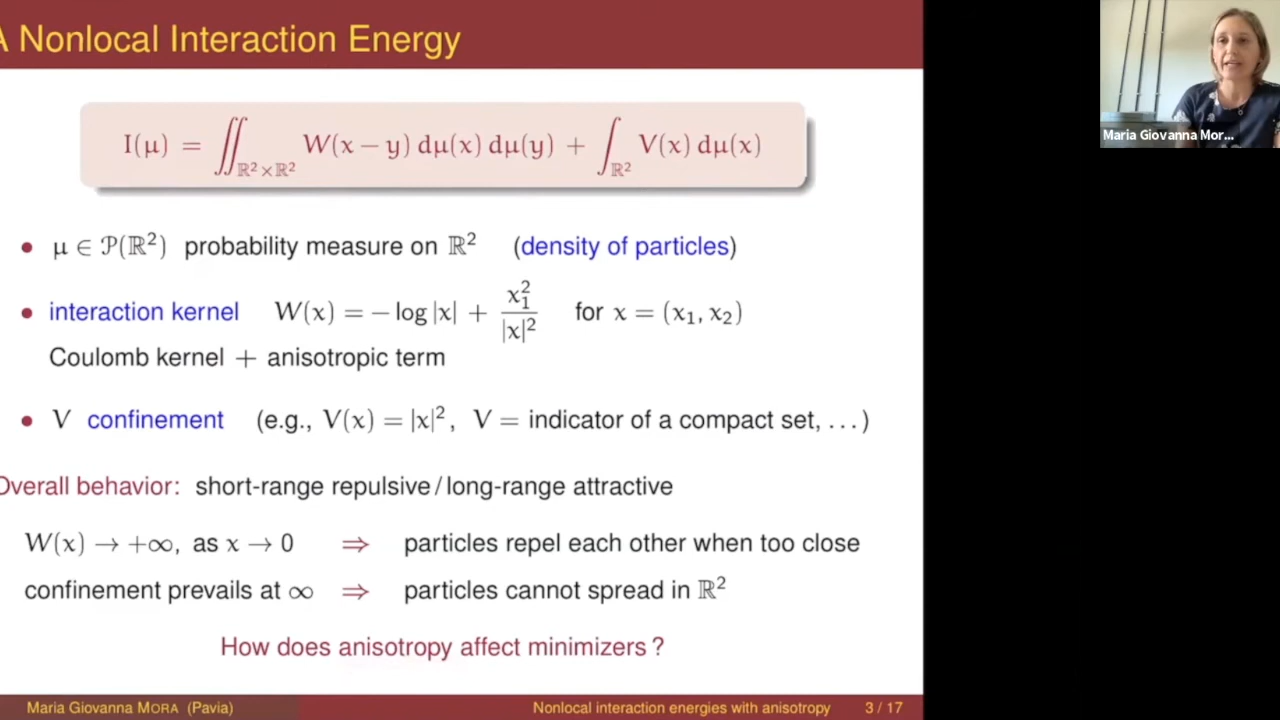 A Nonlocal Interaction Energy
I(μ) = ∬_{ℝ²×ℝ²} W(x − y) dμ(x) dμ(y) + ∫_{ℝ²} V(x) dμ(x)
• μ ∈ 𝒫(ℝ²) probability measure on ℝ² (density of particles)
• interaction kernel W(x) = − log |x| + x₁²/|x|² for x = (x₁, x₂)
Coulomb kernel + anisotropic term
• V confinement (e.g., V(x) = |x|², V = indicator of a compact set, . . . )
Overall behavior: short-range repulsive / long-range attractive
W(x) → +∞, as x → 0 ⇒ particles repel each other when too close
confinement prevails at ∞ ⇒ particles cannot spread in ℝ²
How does anisotropy affect minimizers ?
Maria Giovanna MORA (Pavia) Nonlocal interaction energies with anisotropy 3 / 17
Maria Giovanna Mor...